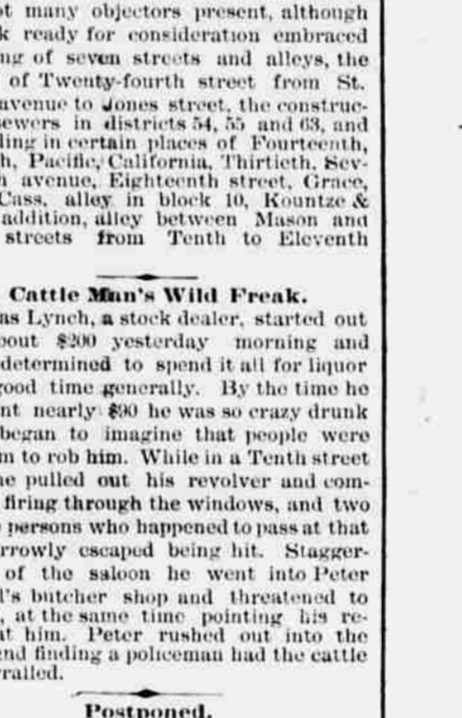 ot many objectors present, although
k ready for consideration embraced
ng of seven streets and alleys, the
of Twenty-fourth street from St.
avenue to Jones street, the construc-
sewers in districts 54, 55 and 63, and
ling in certain places of Fourteenth,
h, Pacific, California, Thirtieth, Sev-
h avenue, Eighteenth street, Grace,
Cass, alley in block 10, Kountze &
addition, alley between Mason and
streets from Tenth to Eleventh
Cattle Man's Wild Freak.
as Lynch, a stock dealer, started out
bout $200 yesterday morning and
determined to spend it all for liquor
good time generally. By the time he
nt nearly $90 he was so crazy drunk
began to imagine that people were
m to rob him. While in a Tenth street
he pulled out his revolver and com-
firing through the windows, and two
persons who happened to pass at that
rrowly escaped being hit. Stagger-
of the saloon he went into Peter
l's butcher shop and threatened to
, at the same time pointing his re-
at him. Peter rushed out into the
and finding a policeman had the cattle
rralled.
Postponed.